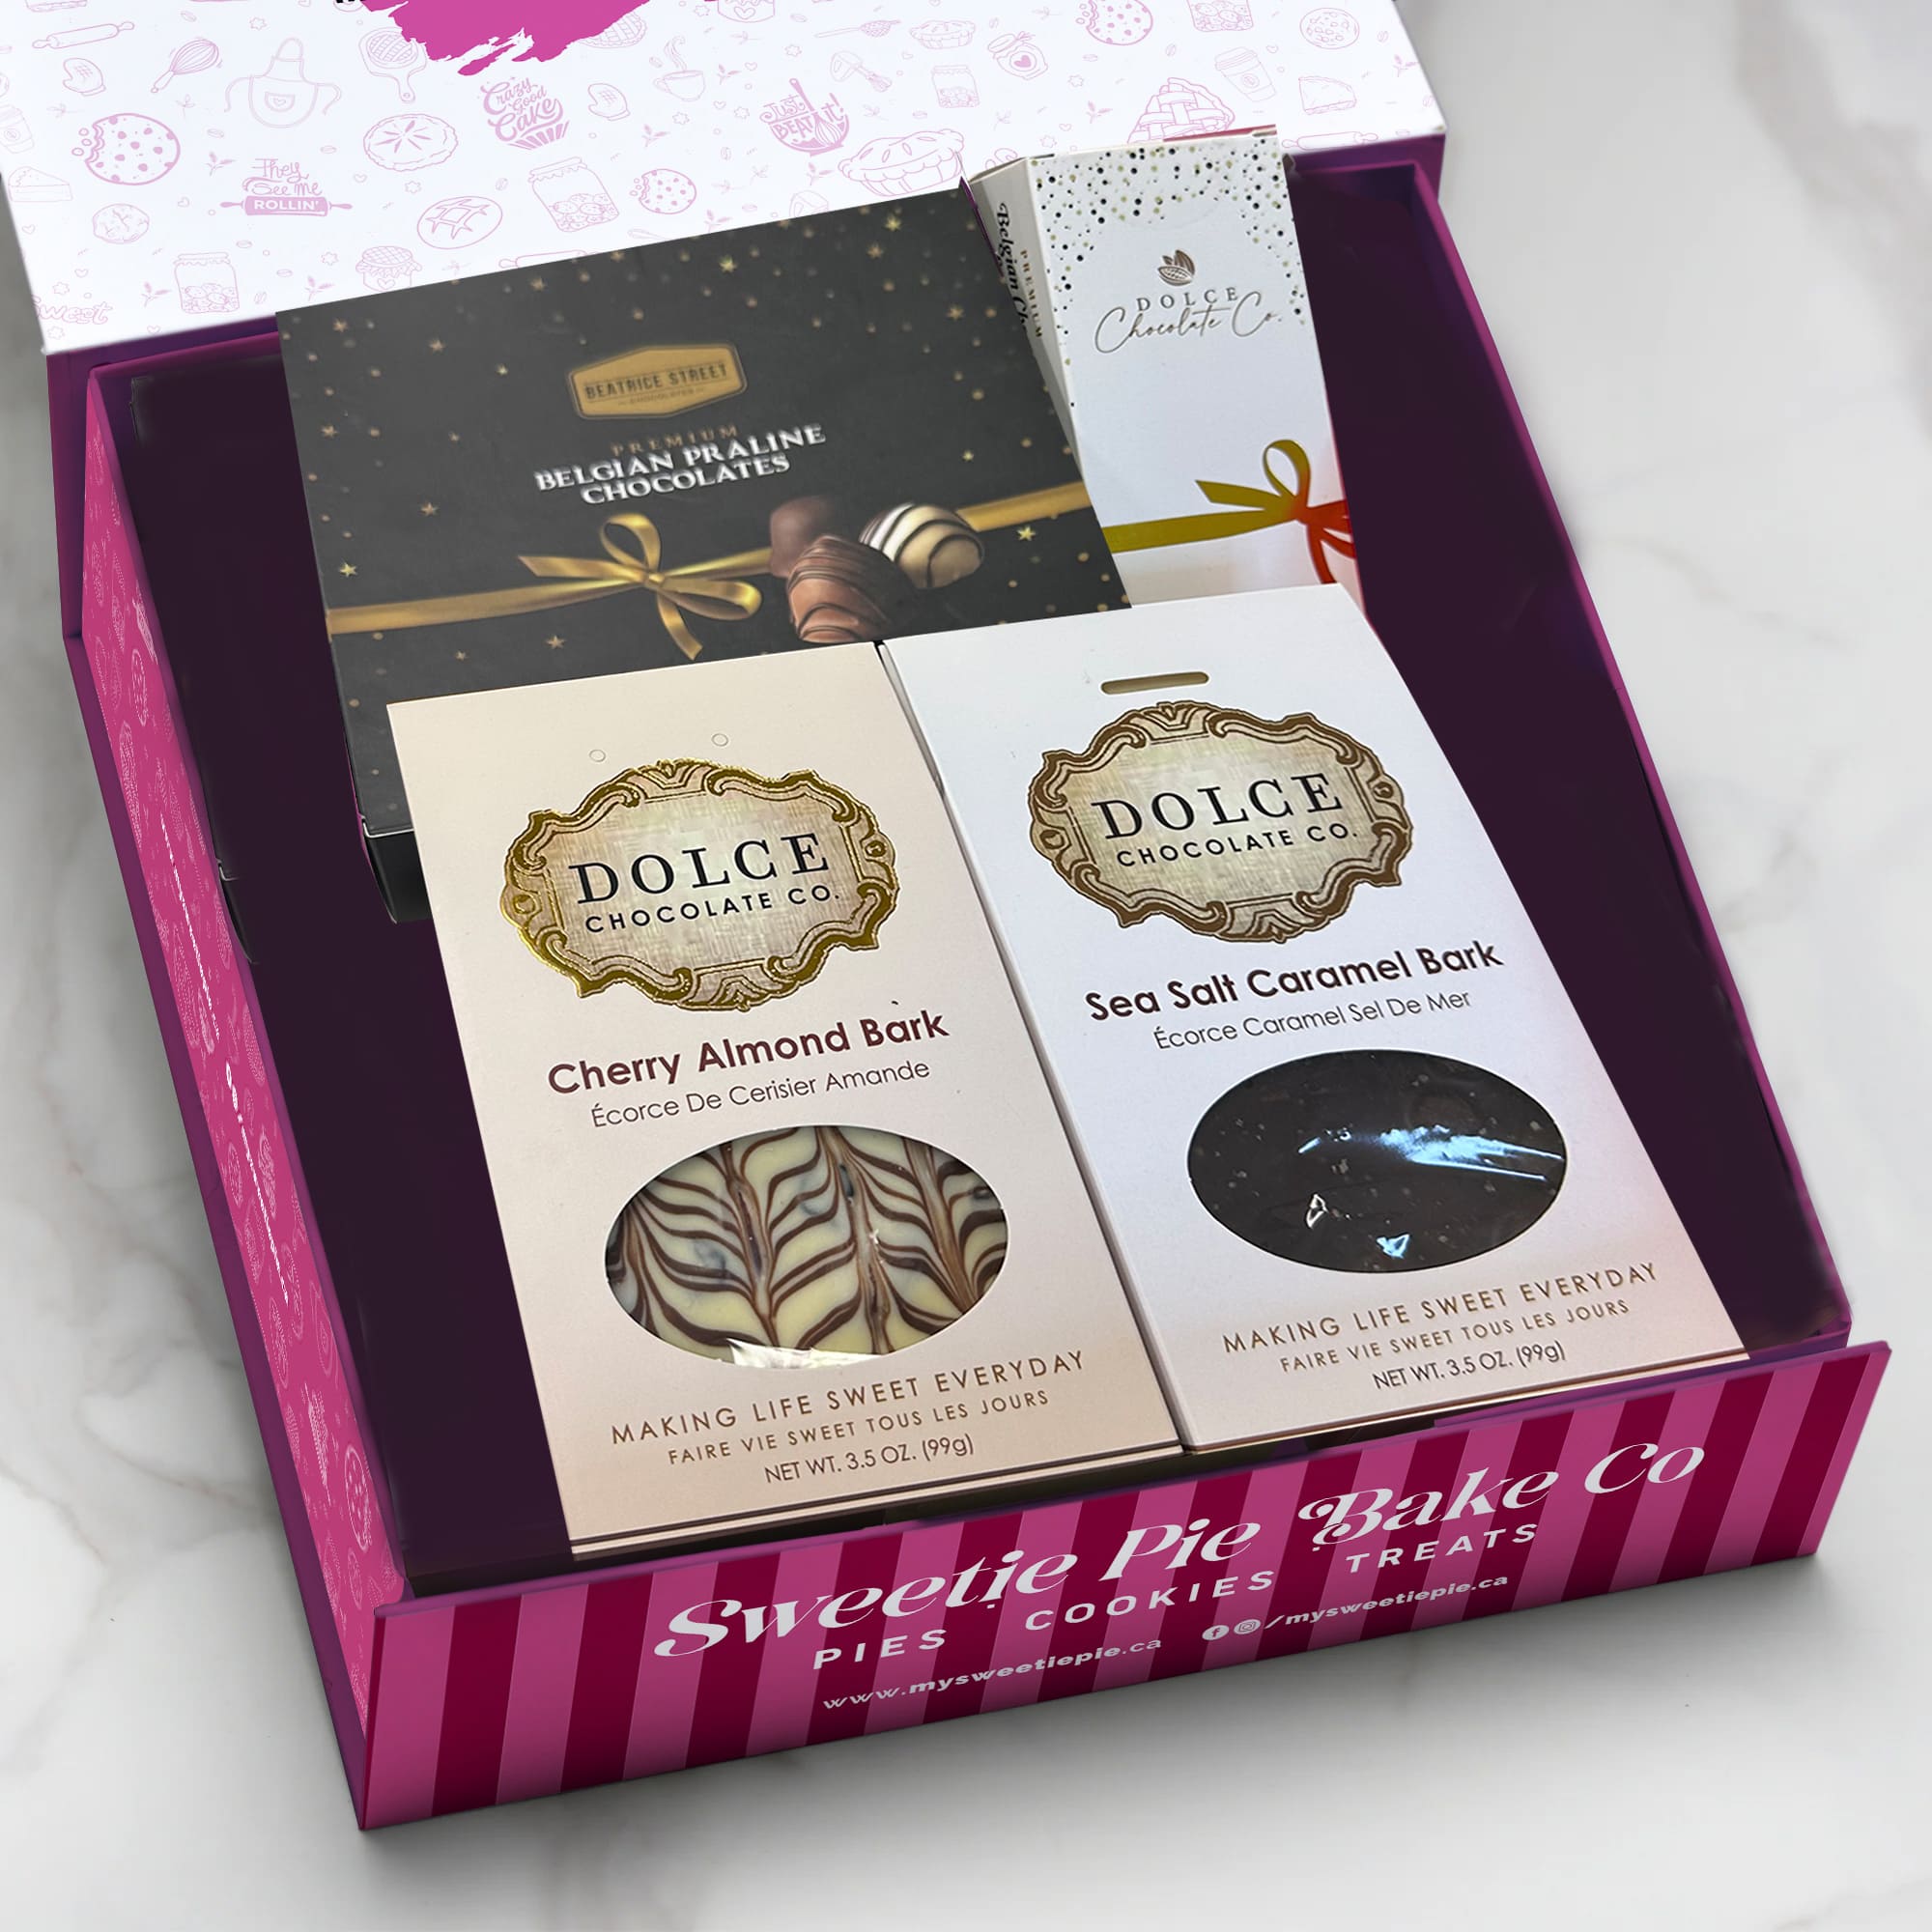 Crazy
Good
Cake
Just
BEAT it!
They
See me
ROLLIN'
Sweet
BEATRICE STREET
CHOCOLATES
PREMIUM
BELGIAN PRALINE
CHOCOLATES
PREMIUM
Belgian
DOLCE
Chocolate Co.
DOLCE
CHOCOLATE CO.
Cherry Almond Bark
Écorce De Cerisier Amande
MAKING LIFE SWEET EVERYDAY
FAIRE VIE SWEET TOUS LES JOURS
NET WT. 3.5 OZ. (99g)
DOLCE
CHOCOLATE CO.
Sea Salt Caramel Bark
Écorce Caramel Sel De Mer
MAKING LIFE SWEET EVERYDAY
FAIRE VIE SWEET TOUS LES JOURS
NET WT. 3.5 OZ. (99g)
Sweetie Pie Bake Co
PIES COOKIES TREATS
www.mysweetiepie.ca /mysweetiepie.ca